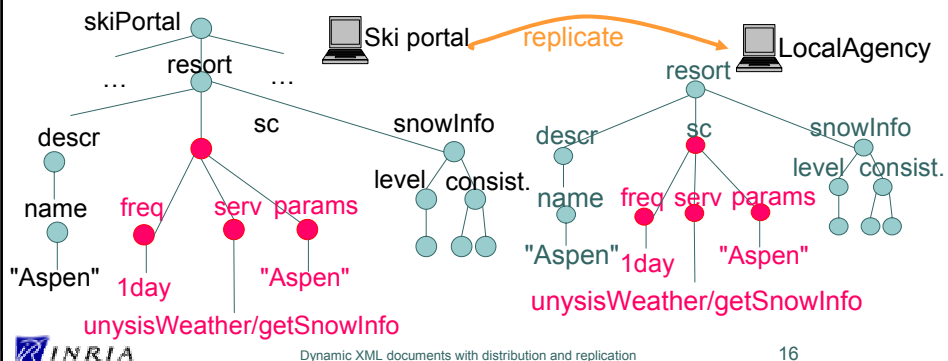 skiPortal
Ski portal
replicate
LocalAgency
…
resort
…
descr
sc
snowInfo
level
consist.
name
freq
serv
params
"Aspen"
1day
"Aspen"
unysisWeather/getSnowInfo
resort
descr
sc
snowInfo
level
consist.
name
freq
serv
params
"Aspen"
1day
"Aspen"
unysisWeather/getSnowInfo
INRIA
Dynamic XML documents with distribution and replication
16